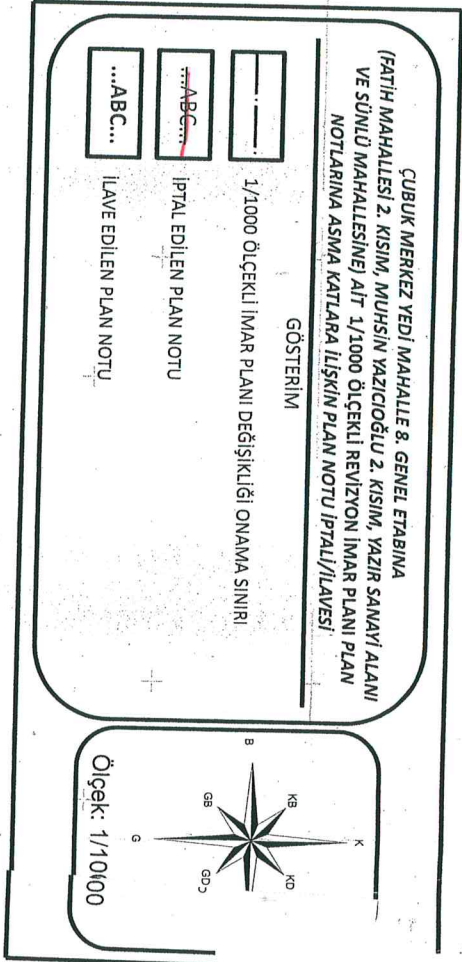 ÇUBUK MERKEZ YEDİ MAHALLE 8. GENEL ETABINA
(FATİH MAHALLESİ 2. KISIM, MUHSİN YAZICIOĞLU 2. KISIM, YAZIR SANAYİ ALANI
VE SÜNLÜ MAHALLESİNE) AİT 1/1000 ÖLÇEKLİ REVİZYON İMAR PLANI PLAN
NOTLARINA ASMA KATLARA İLİŞKİN PLAN NOTU İPTALİ/İLAVESİ
GÖSTERİM
1/1000 ÖLÇEKLİ İMAR PLANI DEĞİŞİKLİĞİ ONAMA SINIRI
...ABC... İPTAL EDİLEN PLAN NOTU
...ABC... İLAVE EDİLEN PLAN NOTU
K
KB
KD
B
GB
GD
G
Ölçek: 1/10000